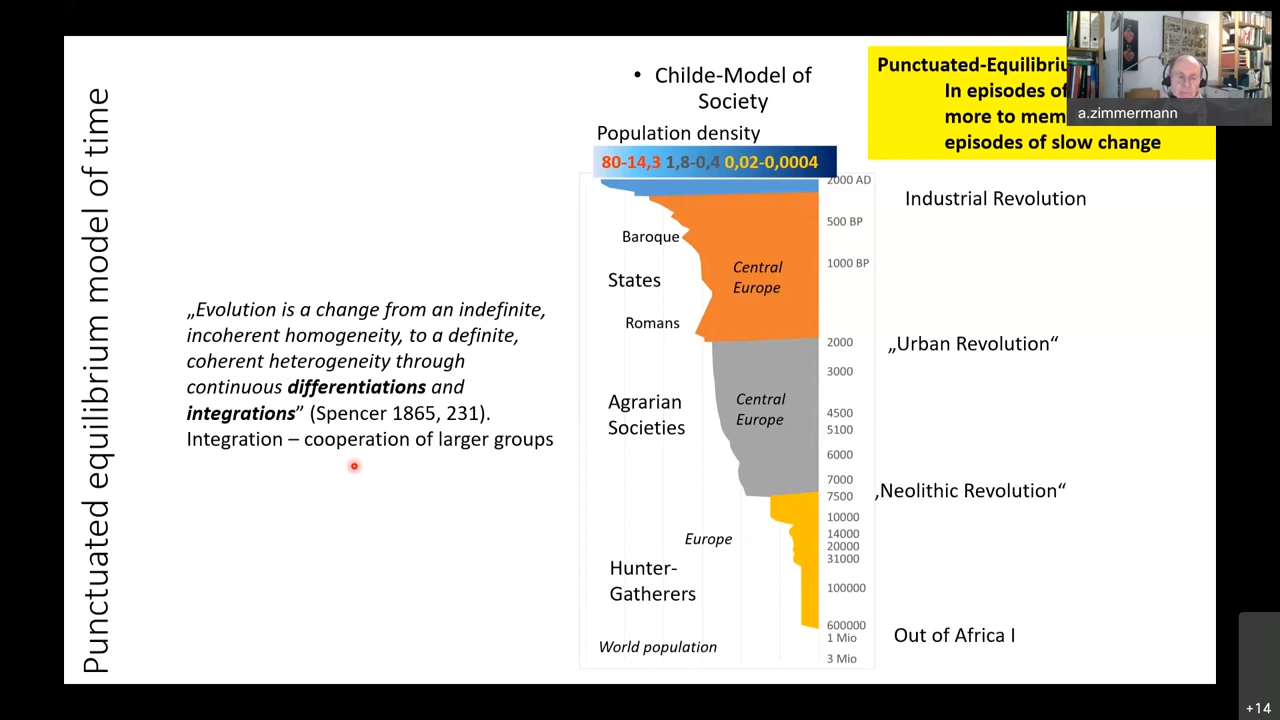 Punctuated equilibrium model of time
„Evolution is a change from an indefinite,
incoherent homogeneity, to a definite,
coherent heterogeneity through
continuous differentiations and
integrations” (Spencer 1865, 231).
Integration – cooperation of larger groups
• Childe-Model of
Society
Population density
80-14,3 1,8-0,4 0,02-0,0004
Baroque
States
Romans
Agrarian
Societies
Europe
Hunter-
Gatherers
World population
Central
Europe
Central
Europe
2000 AD
500 BP
1000 BP
2000
3000
4500
5100
6000
7000
7500
10000
14000
20000
31000
100000
600000
1 Mio
3 Mio
In episodes of
more to mem
episodes of slow change
Industrial Revolution
„Urban Revolution“
„Neolithic Revolution“
Out of Africa I
a.zimmermann
+14